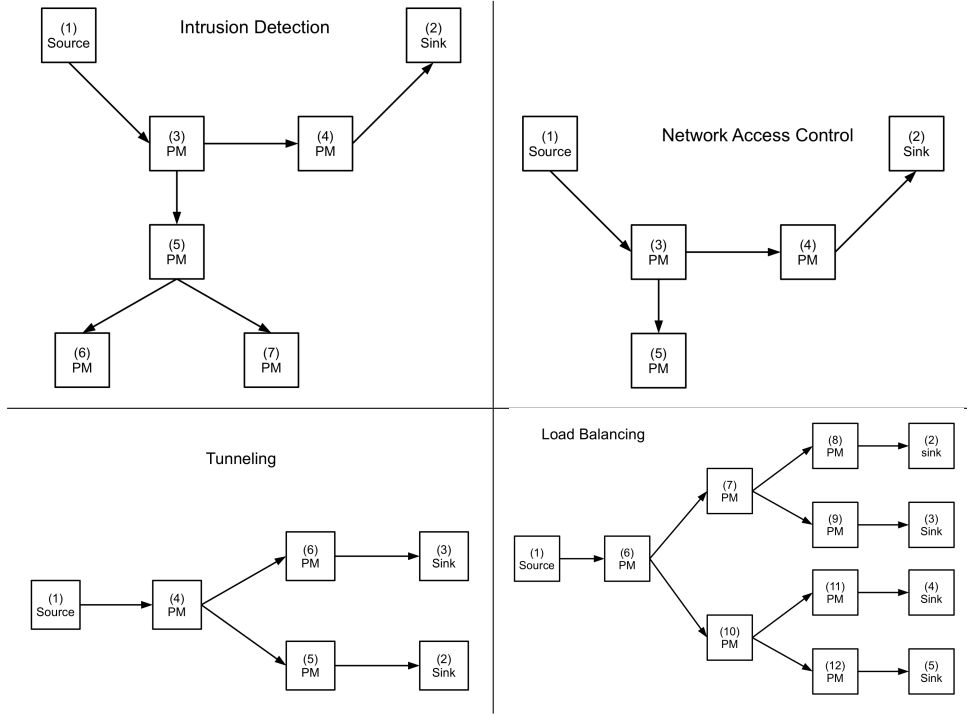 Intrusion Detection
(1)
Source
(2)
Sink
(3)
PM
(4)
PM
(5)
PM
(6)
PM
(7)
PM
Network Access Control
(1)
Source
(2)
Sink
(3)
PM
(4)
PM
(5)
PM
Tunneling
(1)
Source
(4)
PM
(6)
PM
(3)
Sink
(5)
PM
(2)
Sink
Load Balancing
(1)
Source
(6)
PM
(7)
PM
(8)
PM
(2)
sink
(9)
PM
(3)
Sink
(10)
PM
(11)
PM
(4)
Sink
(12)
PM
(5)
Sink